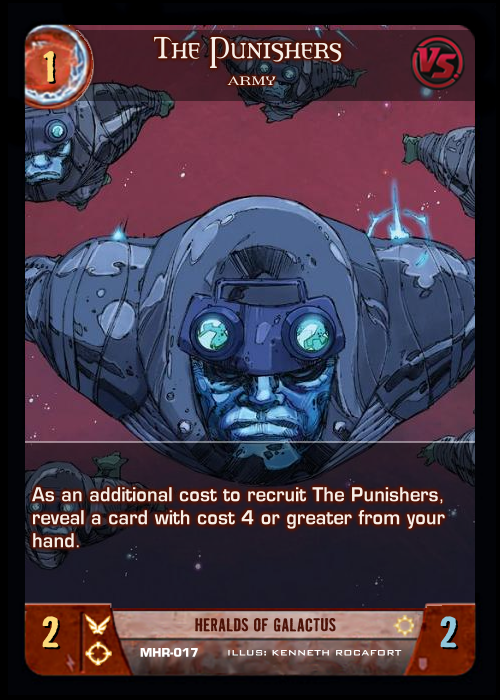 1
The Punishers
VS
ARMY
As an additional cost to recruit The Punishers,
reveal a card with cost 4 or greater from your
hand.
2
HERALDS OF GALACTUS
2
MHR-017 ILLUS: KENNETH ROCAFORT